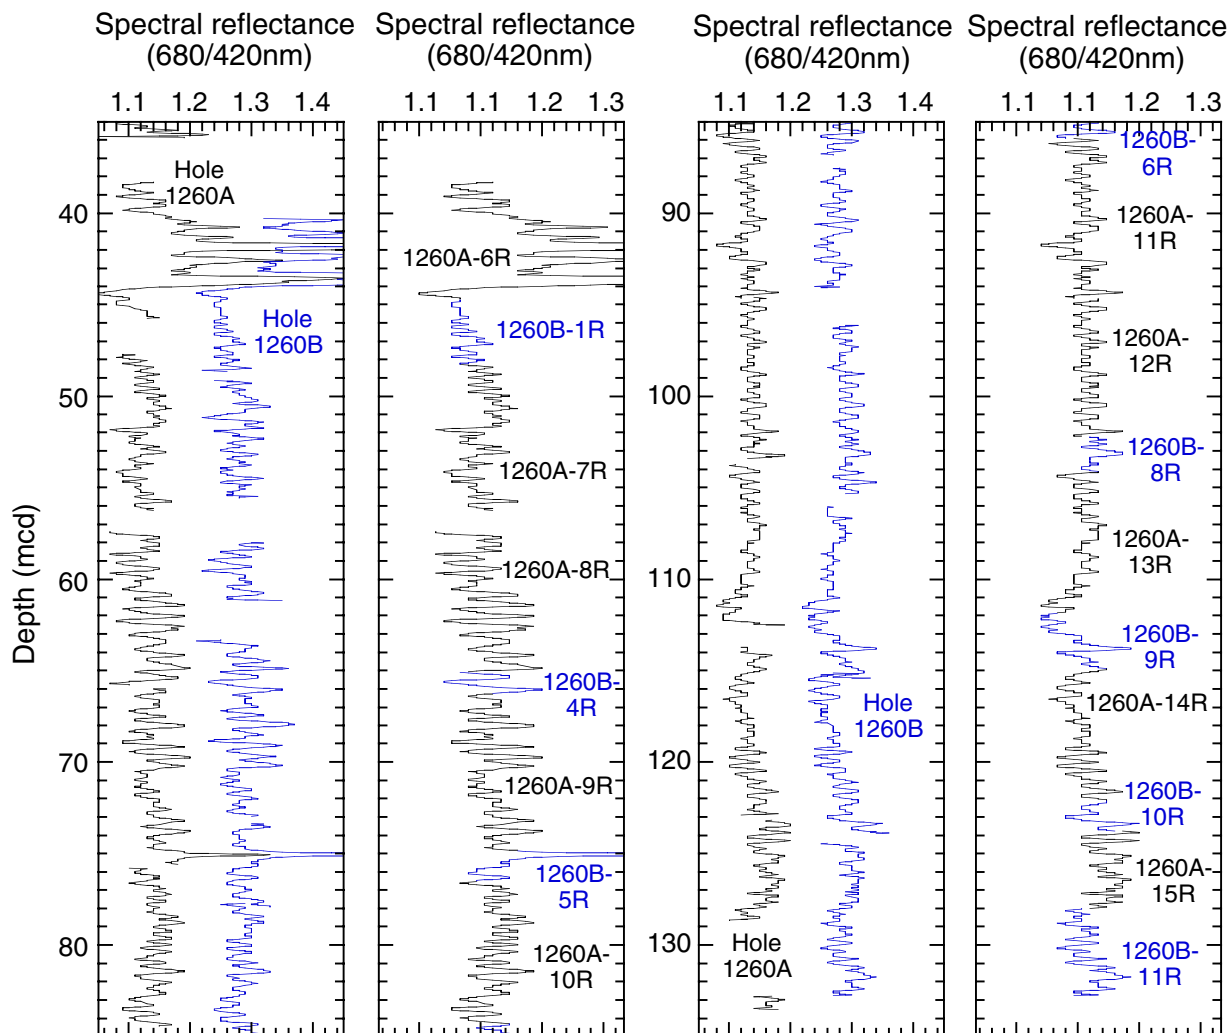 Spectral reflectance
(680/420nm)
1.1 1.2 1.3 1.4
Spectral reflectance
(680/420nm)
1.1 1.1 1.2 1.3
Spectral reflectance
(680/420nm)
1.1 1.2 1.3 1.4
Spectral reflectance
(680/420nm)
1.1 1.1 1.2 1.3
Depth (mcd)
40
50
60
70
80
Hole
1260A
Hole
1260B
1260A-6R
1260B-1R
1260A-7R
1260A-8R
1260B-
4R
1260A-9R
1260B-
5R
1260A-
10R
90
100
110
120
130
Hole
1260B
Hole
1260A
1260B-
6R
1260A-
11R
1260A-
12R
1260B-
8R
1260A-
13R
1260B-
9R
1260A-14R
1260B-
10R
1260A-
15R
1260B-
11R